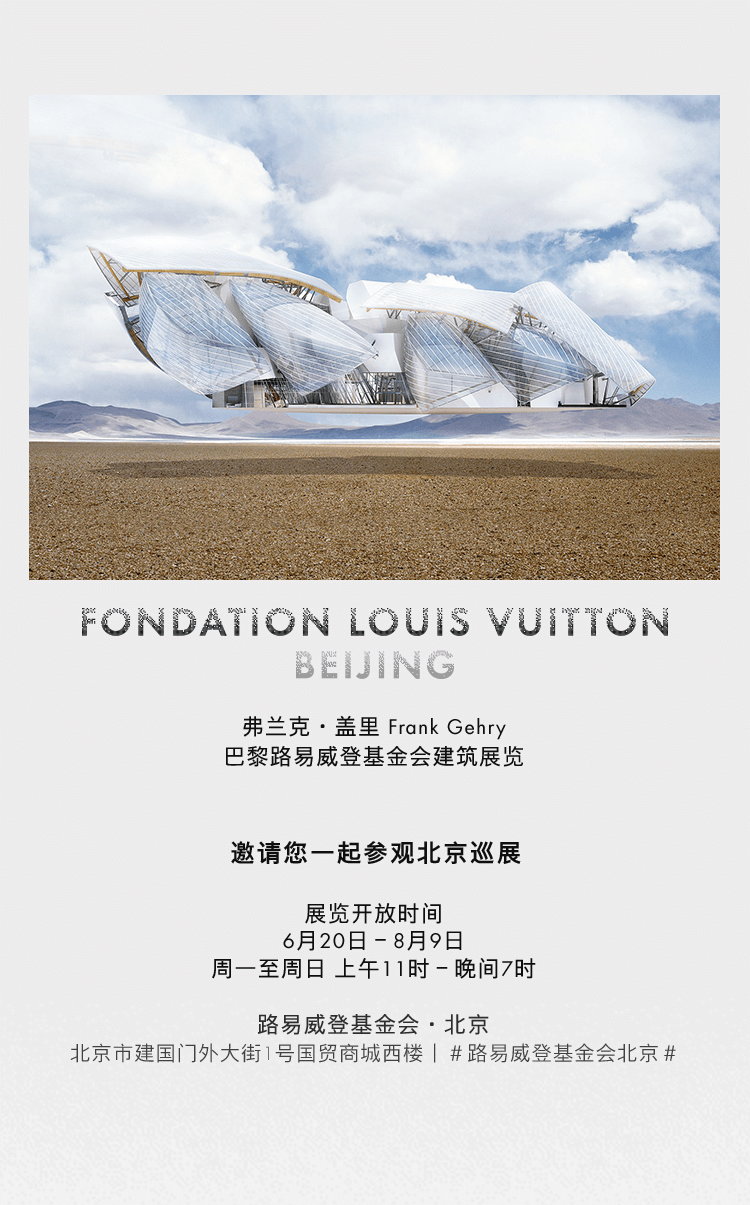 FONDATION LOUIS VUITTON
BEIJING
弗兰克·盖里 Frank Gehry
巴黎路易威登基金会建筑展览
邀请您一起参观北京巡展
展览开放时间
6月20日–8月9日
周一至周日 上午11时–晚间7时
路易威登基金会·北京
北京市建国门外大街1号国贸商城西楼丨 #路易威登基金会北京#